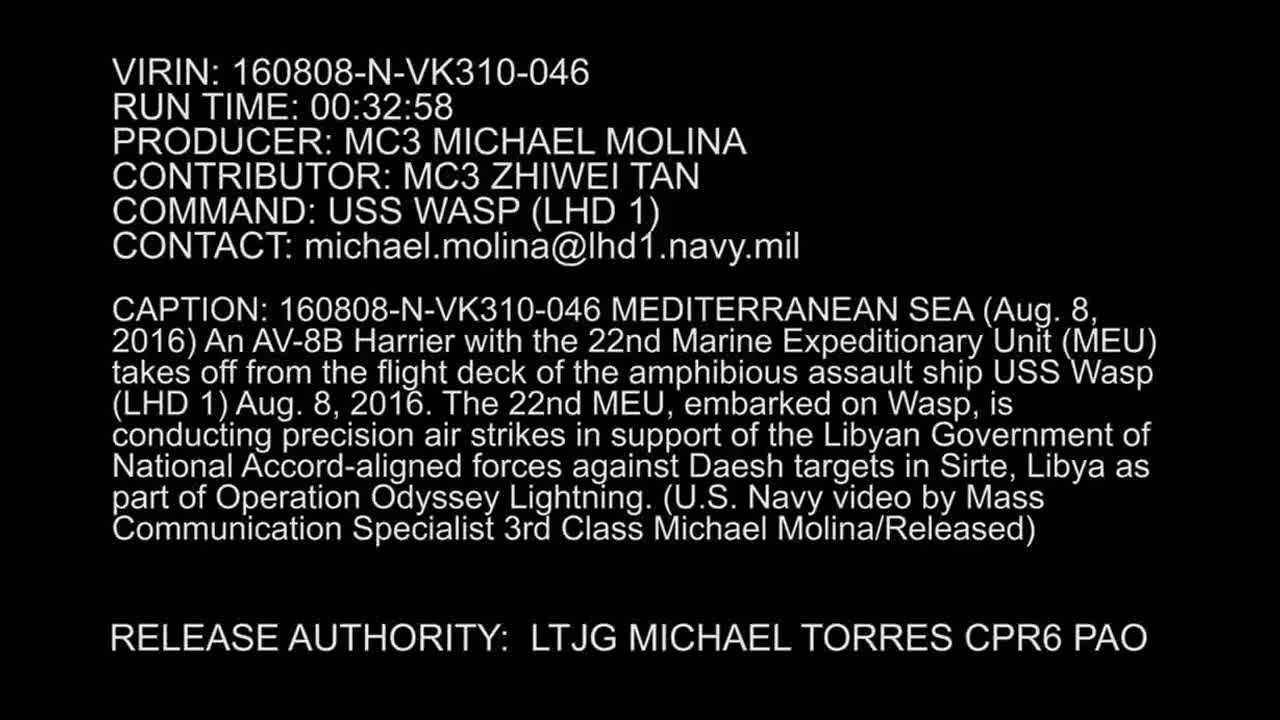 VIRIN: 160808-N-VK310-046
RUN TIME: 00:32:58
PRODUCER: MC3 MICHAEL MOLINA
CONTRIBUTOR: MC3 ZHIWEI TAN
COMMAND: USS WASP (LHD 1)
CONTACT: michael.molina@lhd1.navy.mil
CAPTION: 160808-N-VK310-046 MEDITERRANEAN SEA (Aug. 8,
2016) An AV-8B Harrier with the 22nd Marine Expeditionary Unit (MEU)
takes off from the flight deck of the amphibious assault ship USS Wasp
(LHD 1) Aug. 8, 2016. The 22nd MEU, embarked on Wasp, is
conducting precision air strikes in support of the Libyan Government of
National Accord-aligned forces against Daesh targets in Sirte, Libya as
part of Operation Odyssey Lightning. (U.S. Navy video by Mass
Communication Specialist 3rd Class Michael Molina/Released)
RELEASE AUTHORITY:  LTJG MICHAEL TORRES CPR6 PAO